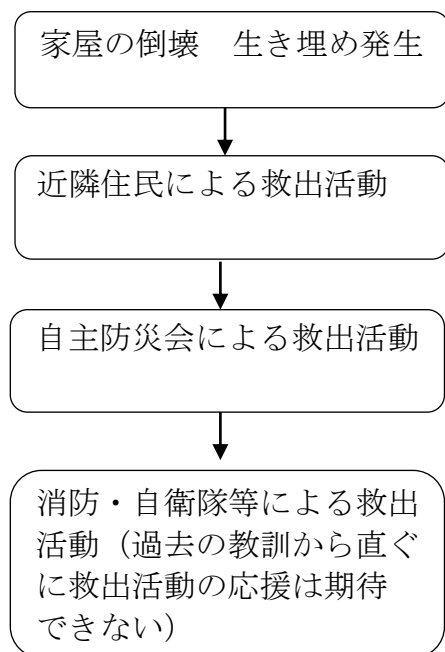 家屋の倒壊　生き埋め発生
近隣住民による救出活動
自主防災会による救出活動
消防・自衛隊等による救出
活動（過去の教訓から直ぐ
に救出活動の応援は期待
できない）